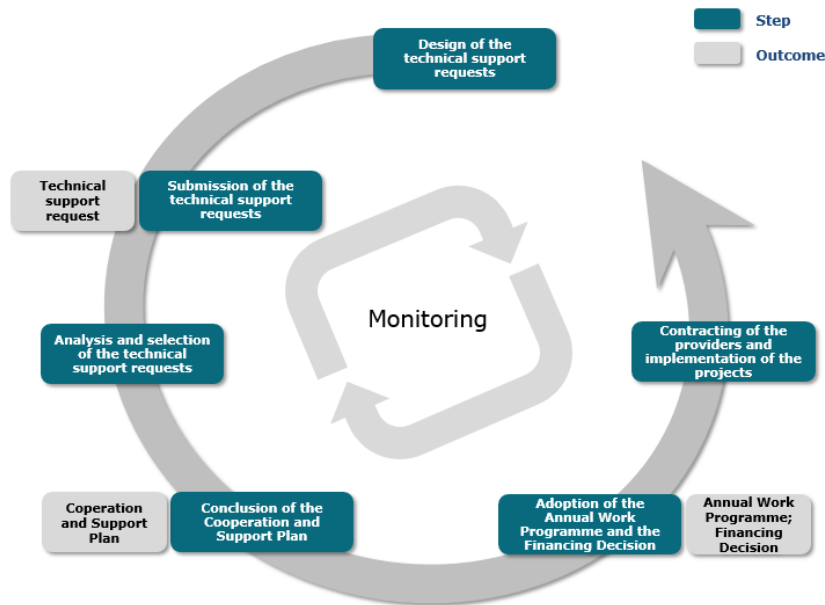 Step
Outcome
Design of the
technical support
requests
Technical
support
request
Submission of the
technical support
requests
Monitoring
Analysis and selection
of the technical
support requests
Contracting of the
providers and
implementation of the
projects
Coperation
and Support
Plan
Conclusion of the
Cooperation and
Support Plan
Adoption of the
Annual Work
Programme and the
Financing Decision
Annual Work
Programme;
Financing
Decision